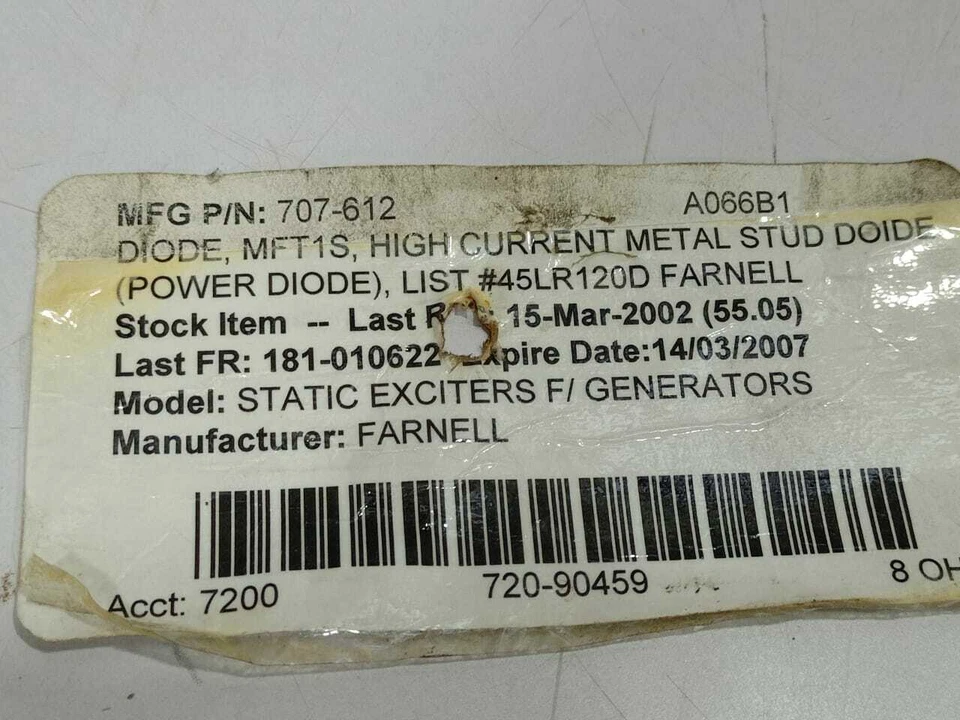 MFG P/N: 707-612 A066B1
DIODE, MFT1S, HIGH CURRENT METAL STUD DOIDE
(POWER DIODE), LIST #45LR120D FARNELL
Stock Item -- Last 15-Mar-2002 (55.05)
Last FR: 181-010622 Date:14/03/2007
Model: STATIC EXCITERS F/ GENERATORS
Manufacturer: FARNELL
Acct: 7200 720-90459 8 OH